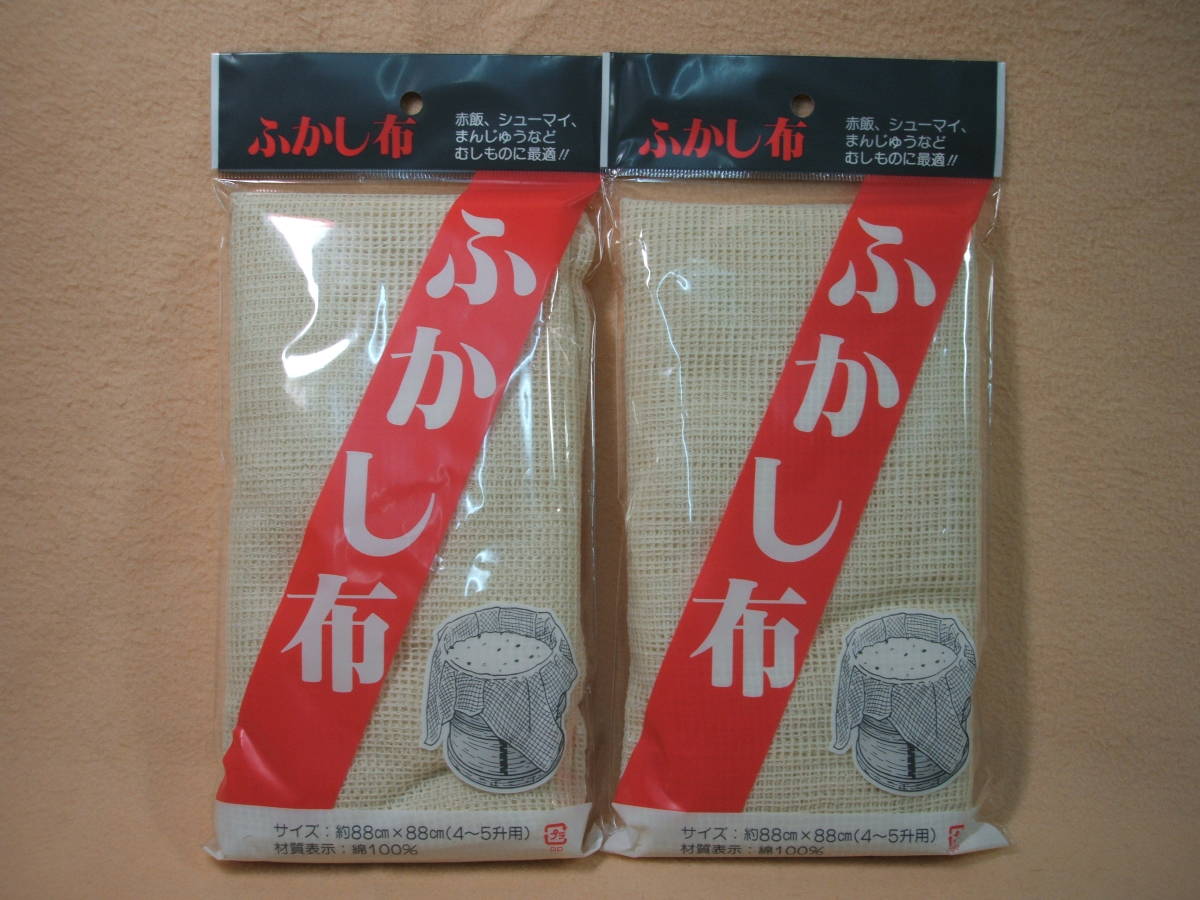 ふかし布
赤飯、シューマイ、
まんじゅうなど
むしものに最適!!
ふかし布
サイズ：約88㎝×88㎝(4〜5升用)
材質表示：綿100%
プラ
PP
ふかし布
赤飯、シューマイ、
まんじゅうなど
むしものに最適!!
ふかし布
サイズ：約88㎝×88㎝(4〜5升用)
材質表示：綿100%